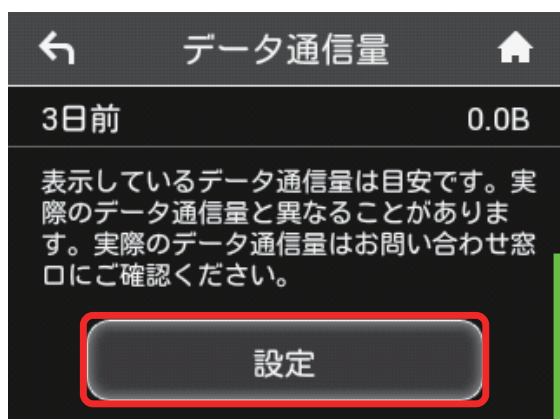 データ通信量
3日前 0.0B
表示しているデータ通信量は目安です。実
際のデータ通信量と異なることがありま
す。実際のデータ通信量はお問い合わせ窓
口にご確認ください。
設定